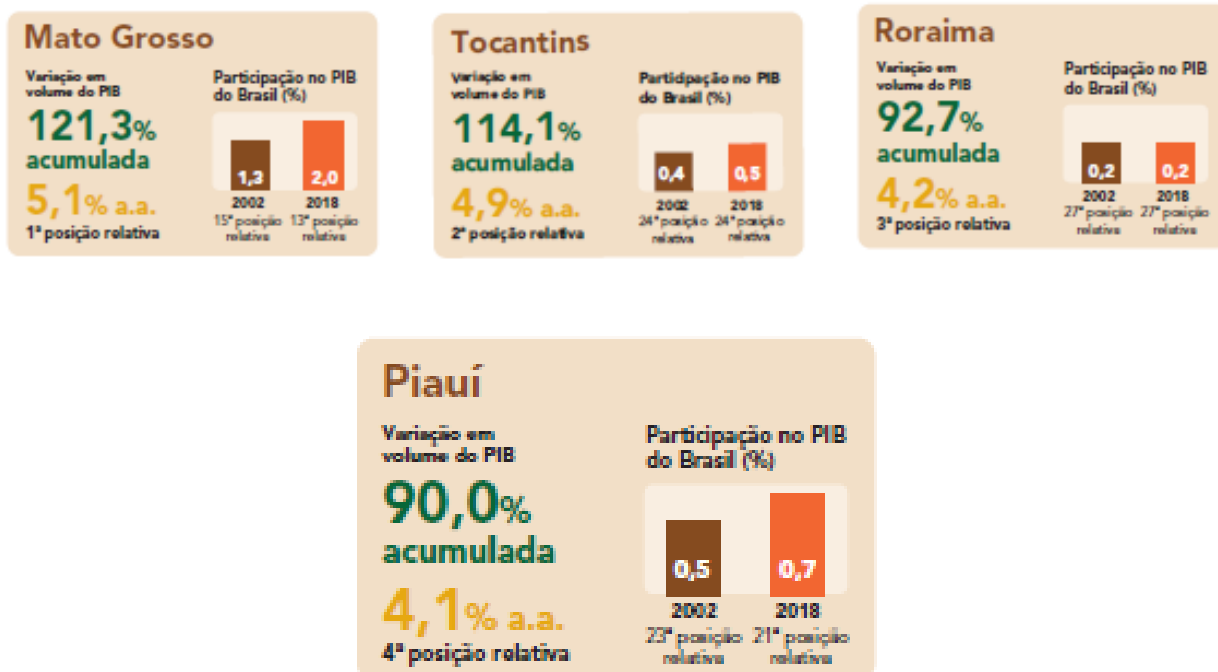 Mato Grosso
Variação em
volume do PIB
121,3%
acumulada
5,1% a.a.
1ª posição relativa
Participação no PIB
do Brasil (%)
1,3
2,0
2002
2018
15ª posição
relativa
13ª posição
relativa
Tocantins
Variação em
volume do PIB
114,1%
acumulada
4,9% a.a.
2ª posição relativa
Participação no PIB
do Brasil (%)
0,4
0,5
2002
2018
24ª posição
relativa
24ª posição
relativa
Roraima
Variação em
volume do PIB
92,7%
acumulada
4,2% a.a.
3ª posição relativa
Participação no PIB
do Brasil (%)
0,2
0,2
2002
2018
27ª posição
relativa
27ª posição
relativa
Piauí
Variação em
volume do PIB
90,0%
acumulada
4,1% a.a.
4ª posição relativa
Participação no PIB
do Brasil (%)
0,5
0,7
2002
2018
23ª posição
relativa
21ª posição
relativa